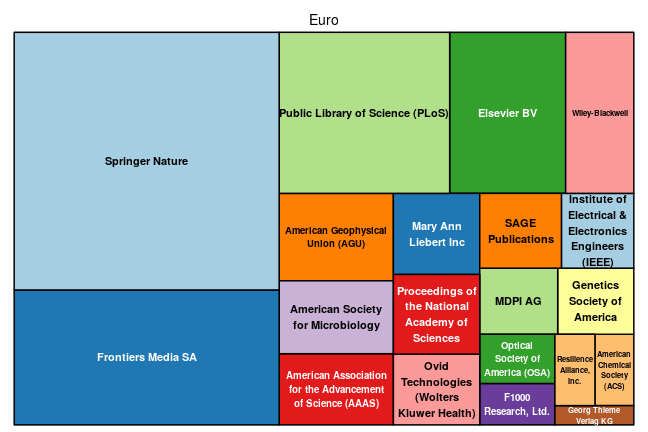 Euro
Springer Nature
Frontiers Media SA
Public Library of Science (PLoS)
Elsevier BV
Wiley-Blackwell
American Geophysical
Union (AGU)
American Society
for Microbiology
American Association
for the Advancement
of Science (AAAS)
Mary Ann
Liebert Inc
Proceedings of
the National
Academy of
Sciences
Ovid
Technologies
(Wolters
Kluwer Health)
SAGE
Publications
Institute of
Electrical &
Electronics
Engineers
(IEEE)
MDPI AG
Genetics
Society of
America
Optical
Society of
America (OSA)
F1000
Research, Ltd.
Resilience
Alliance,
Inc.
American
Chemical
Society
(ACS)
Georg Thieme
Verlag KG